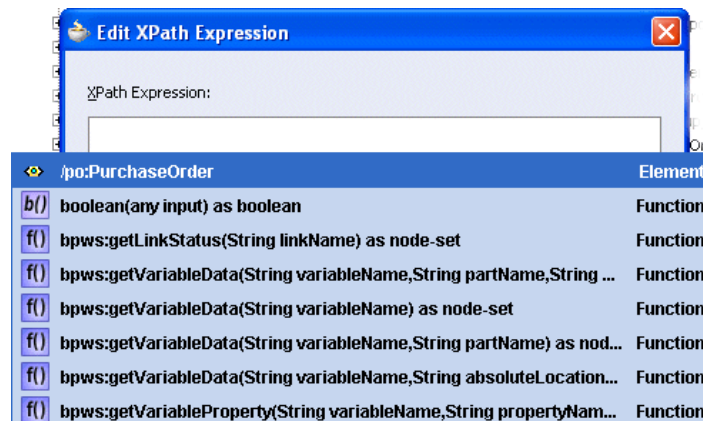 Edit XPath Expression
XPath Expression:
/po:PurchaseOrder Element
b() boolean(any input) as boolean Function
f() bpws:getLinkStatus(String linkName) as node-set Function
f() bpws:getVariableData(String variableName,String partName,String ... Function
f() bpws:getVariableData(String variableName) as node-set Function
f() bpws:getVariableData(String variableName,String partName) as nod... Function
f() bpws:getVariableData(String variableName,String absoluteLocation... Function
f() bpws:getVariableProperty(String variableName,String propertyNam... Function